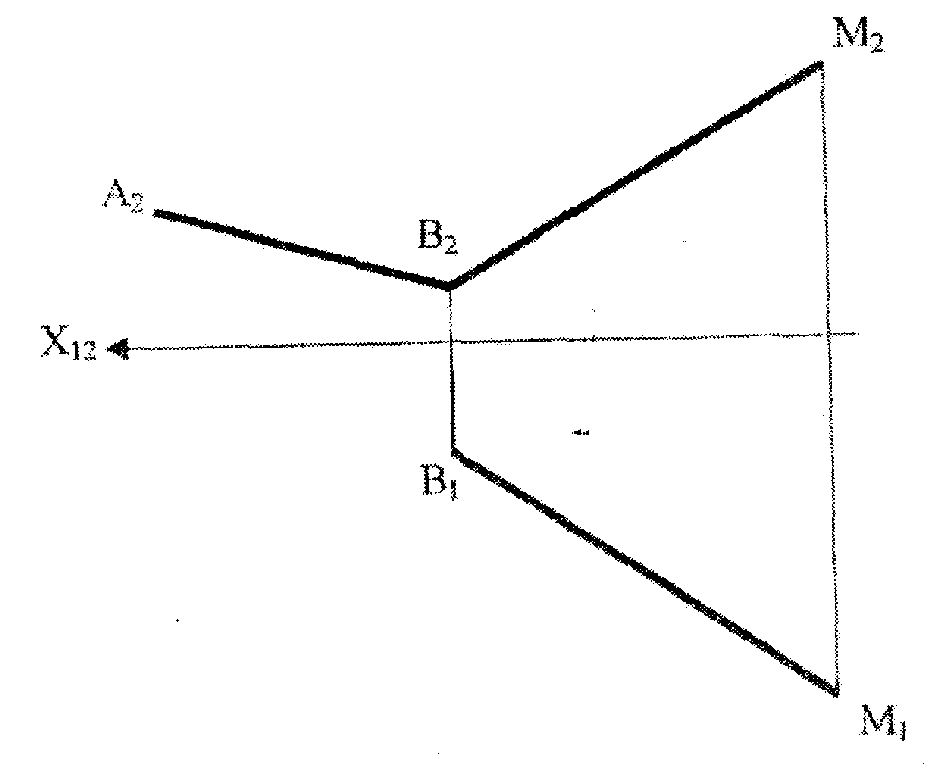 M₂
A₂
B₂
X₁₂
B₁
M₁